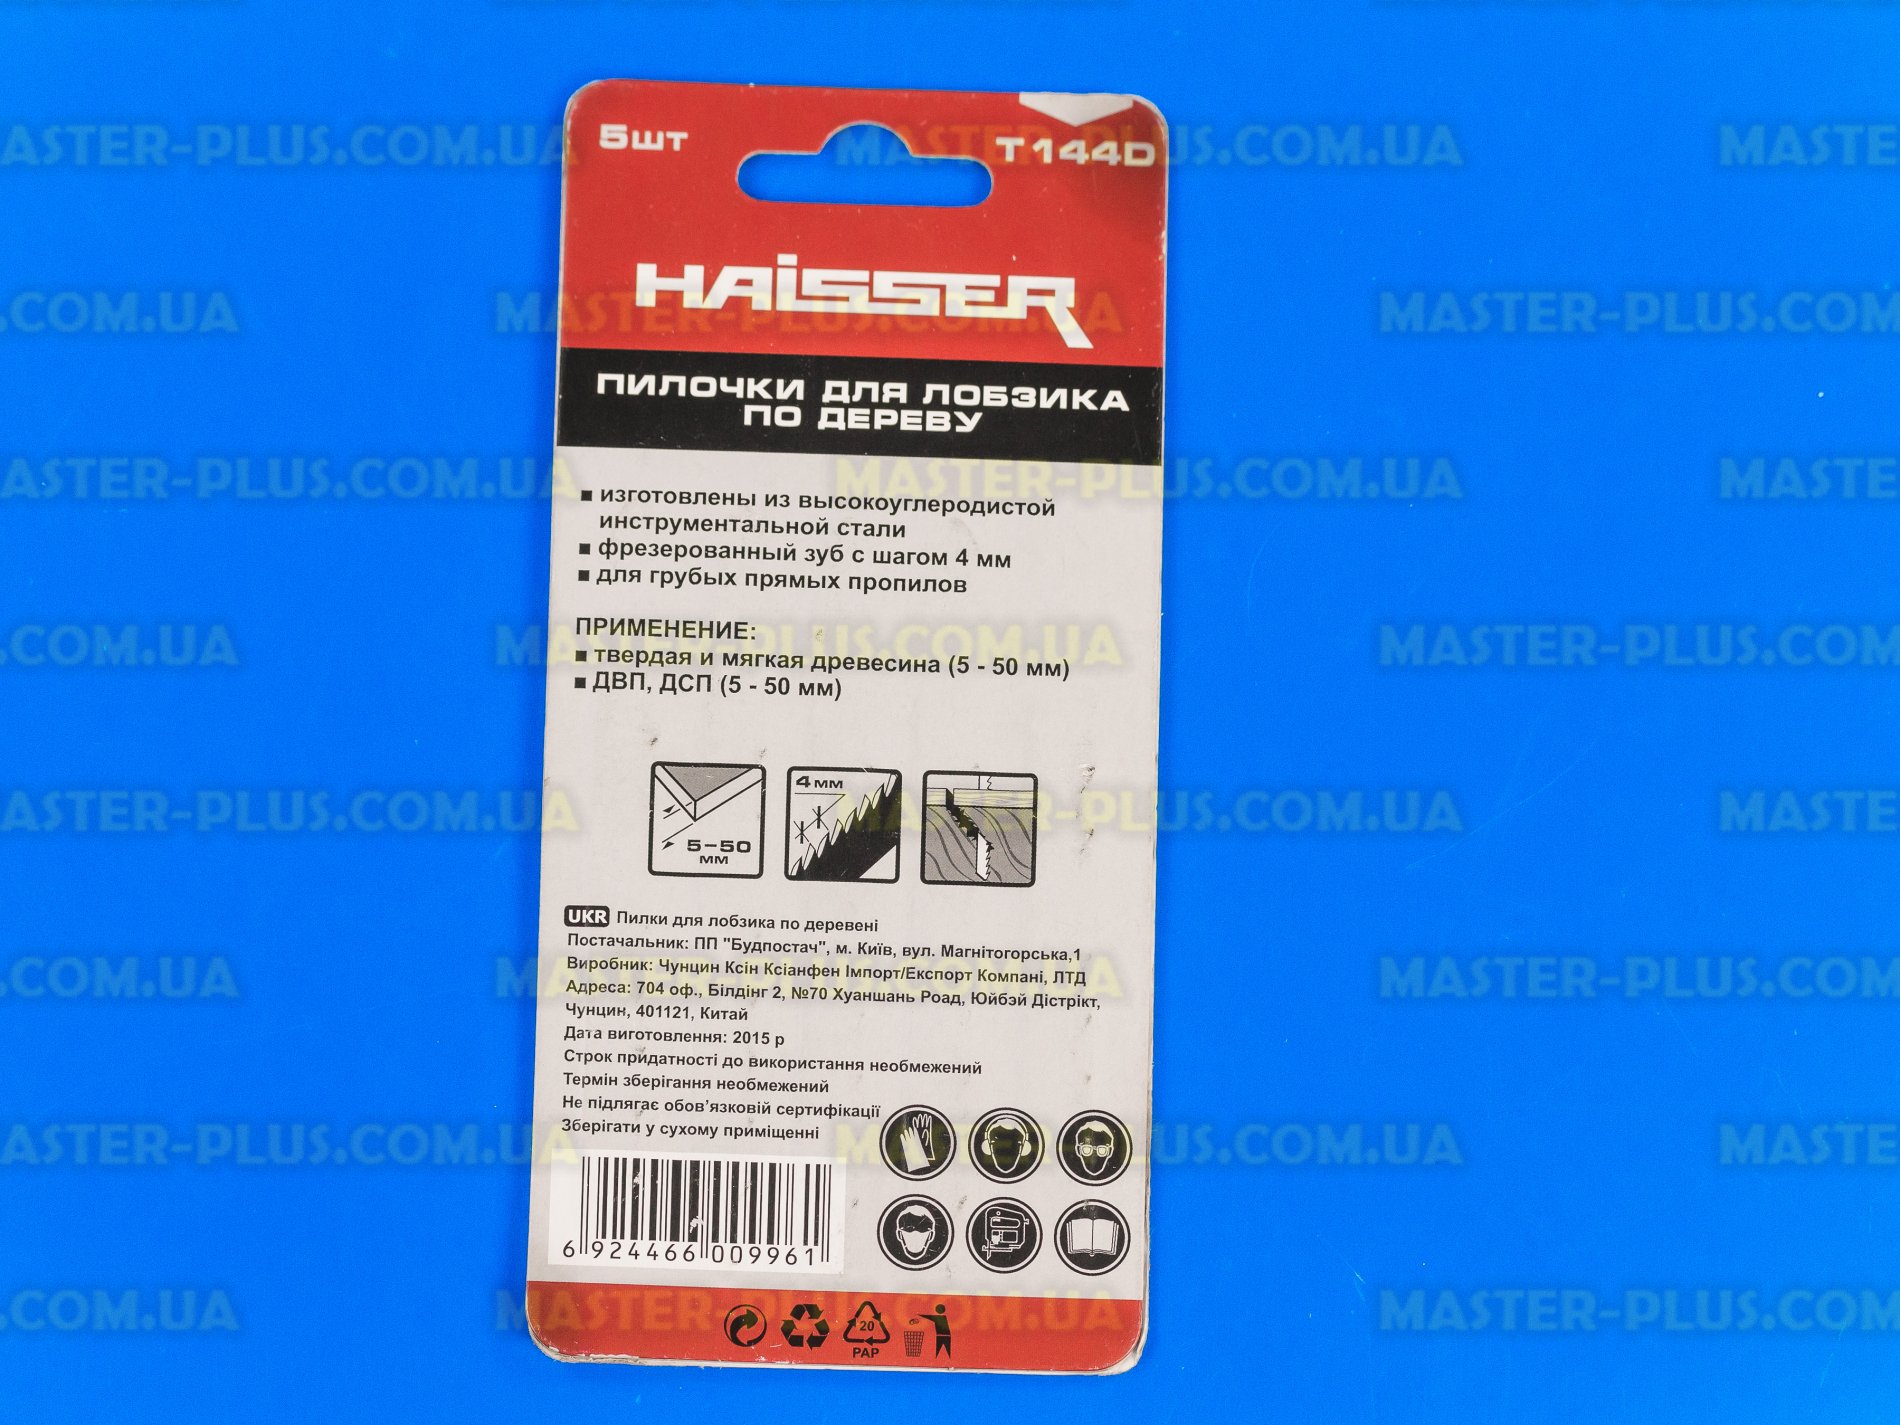 5шт
T144D
HAISSER
ПИЛОЧКИ ДЛЯ ЛОБЗИКА
ПО ДЕРЕВУ
▪ изготовлены из высокоуглеродистой
инструментальной стали
▪ фрезерованный зуб с шагом 4 мм
▪ для грубых прямых пропилов
ПРИМЕНЕНИЕ:
▪ твердая и мягкая древесина (5 - 50 мм)
▪ ДВП, ДСП (5 - 50 мм)
5-50
мм
4 мм
UKR Пилки для лобзика по деревені
Постачальник: ПП "Будпостач", м. Київ, вул. Магнітогорська,1
Виробник: Чунцин Ксін Ксіанфен Імпорт/Експорт Компані, ЛТД
Адреса: 704 оф., Білдінг 2, №70 Хуаншань Роад, Юйбэй Дістрікт,
Чунцин, 401121, Китай
Дата виготовлення: 2015 р
Строк придатності до використання необмежений
Термін зберігання необмежений
Не підлягає обов'язковій сертифікації
Зберігати у сухому приміщенні
6 924466 009961
20
PAP
MASTER-PLUS.COM.UA